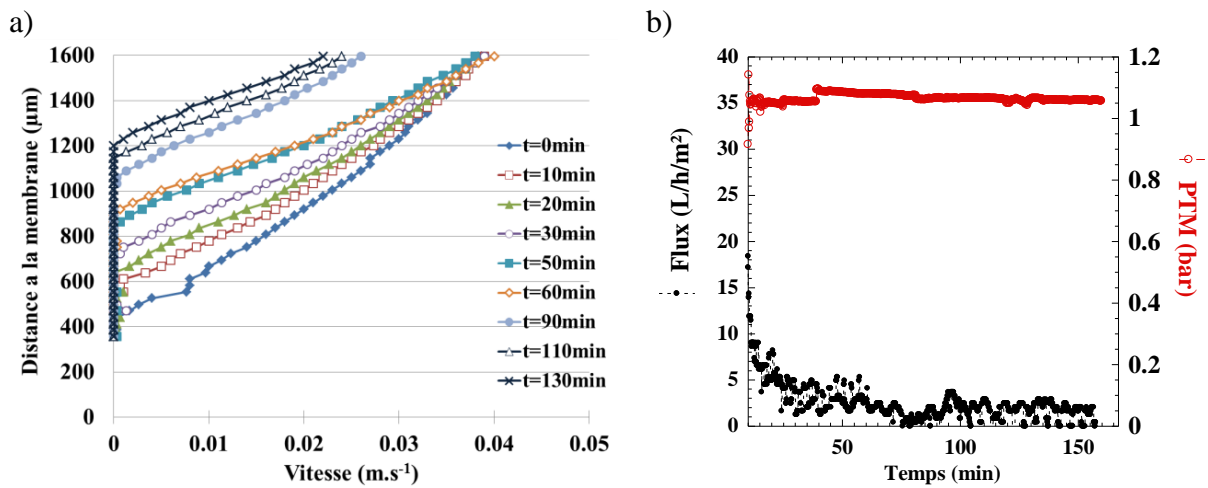 a)
Distance a la membrane (µm)
1600
1400
1200
1000
800
600
400
200
0
0
0.01
0.02
0.03
0.04
0.05
Vitesse (m.s-1)
t=0min
t=10min
t=20min
t=30min
t=50min
t=60min
t=90min
t=110min
t=130min
b)
Flux (L/h/m²)
40
35
30
25
20
15
10
5
0
50
100
150
Temps (min)
1.2
1
0.8
0.6
0.4
0.2
0
PTM (bar)